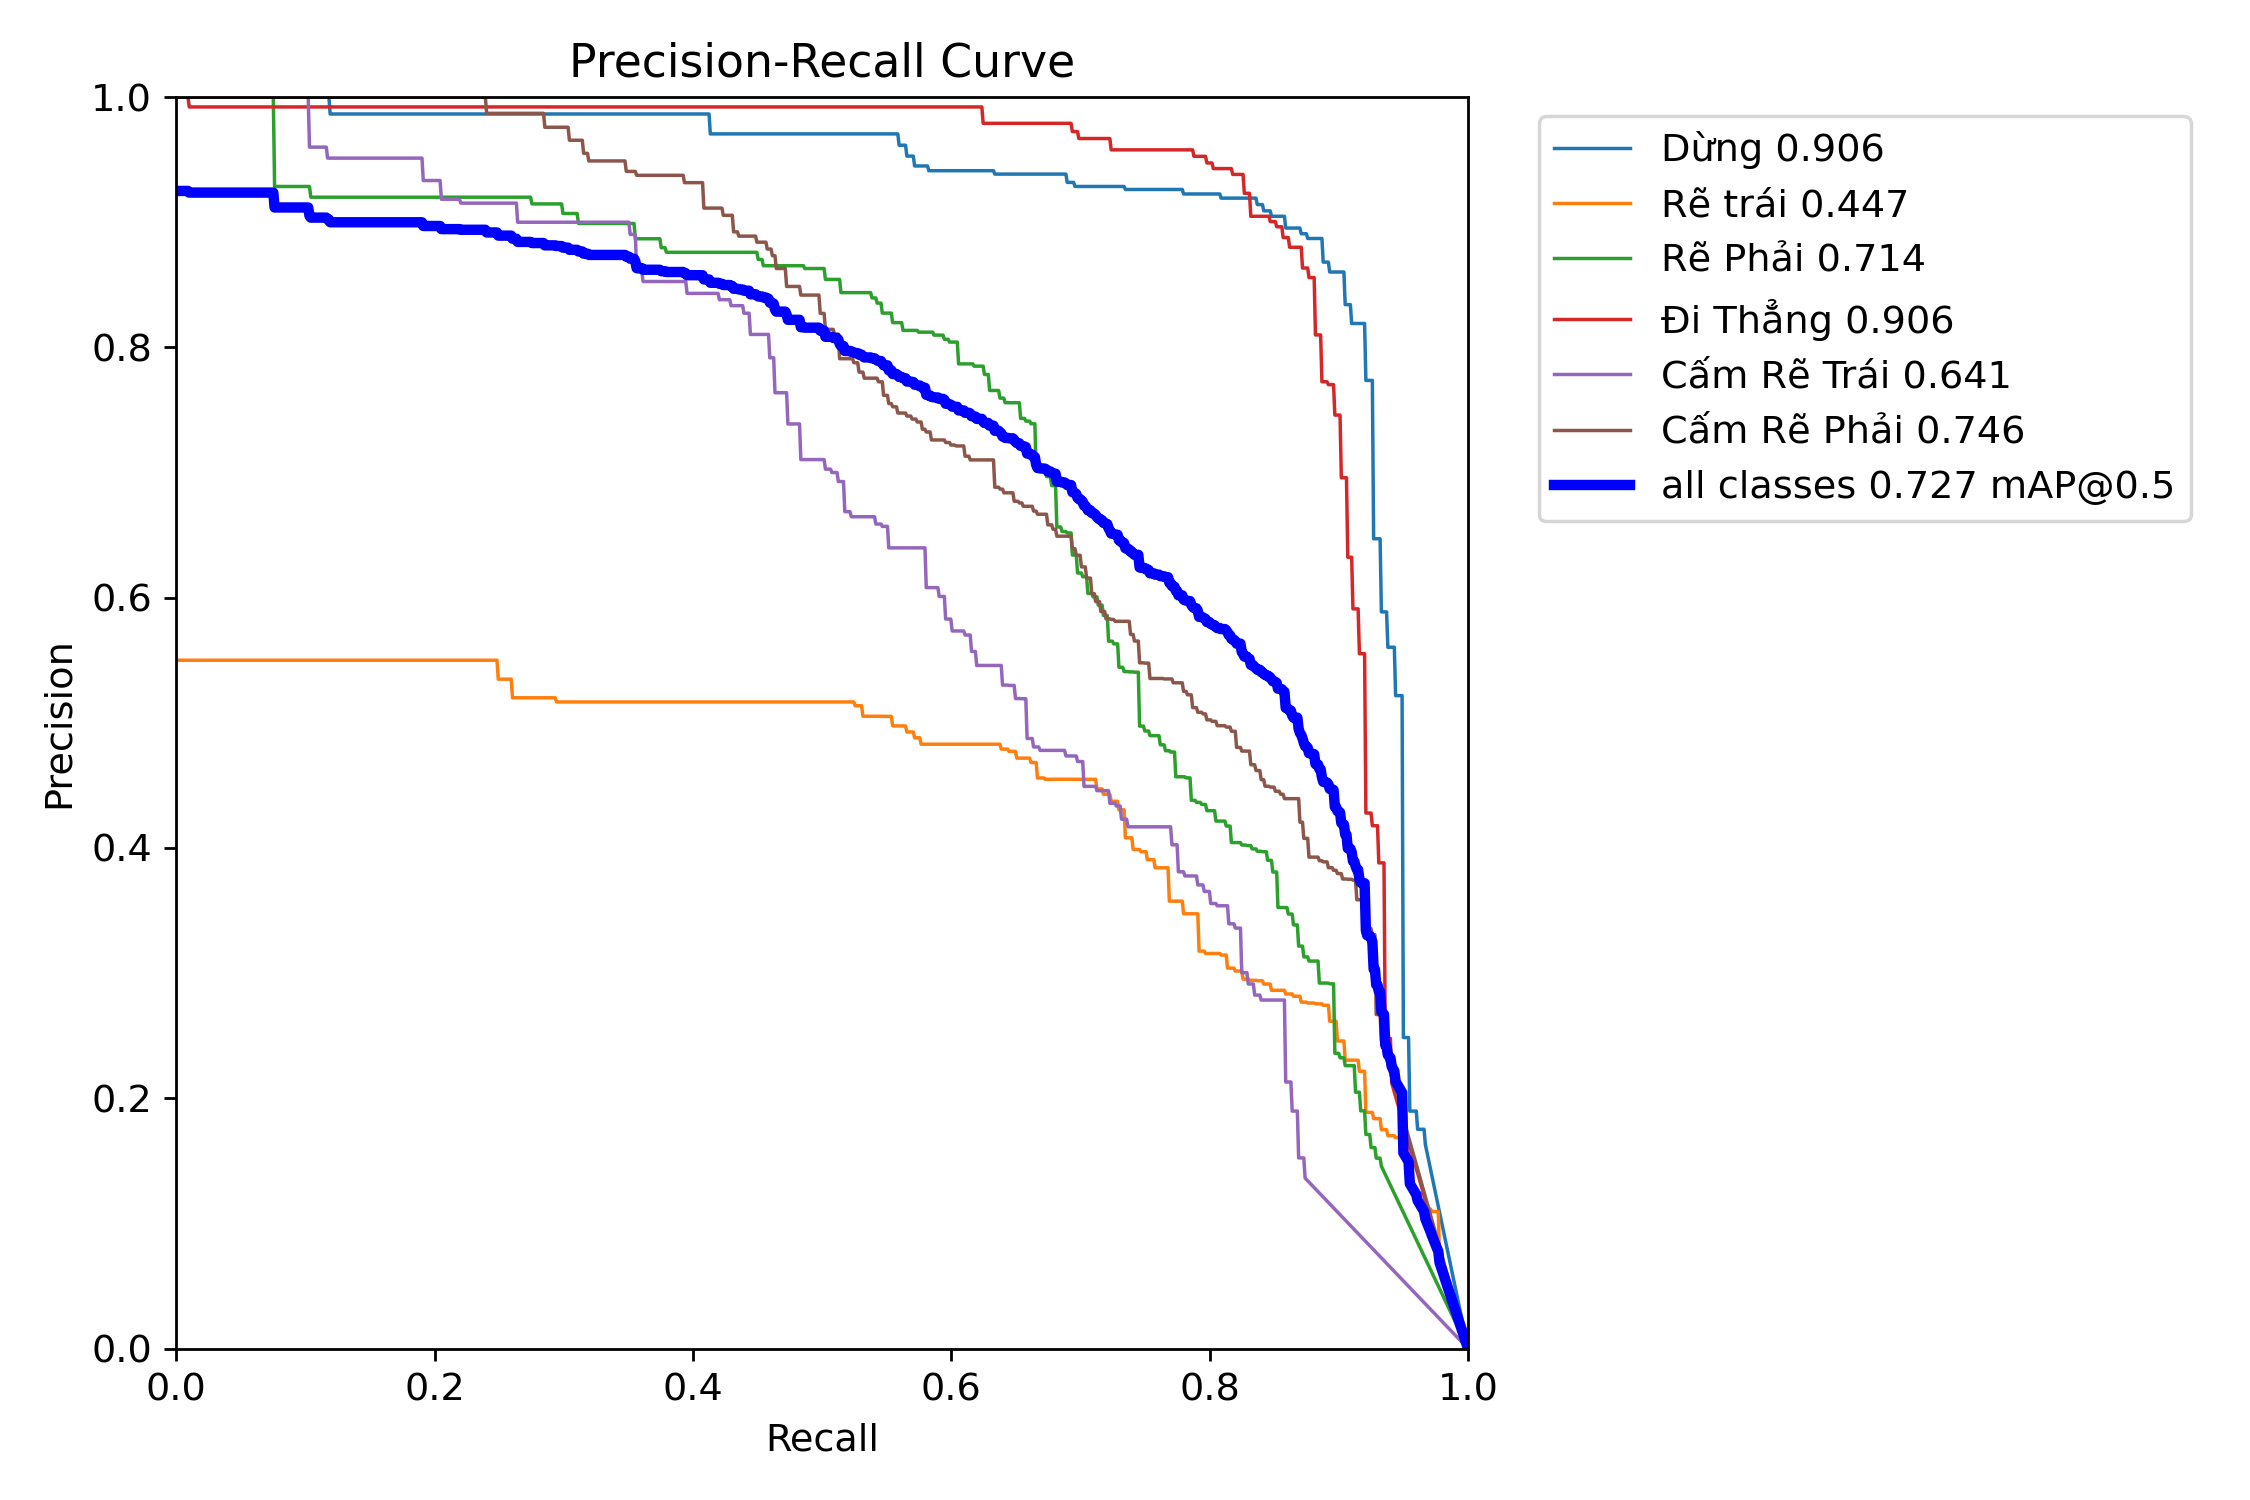 Precision-Recall Curve
1.0
0.8
0.6
0.4
0.2
0.0
Precision
0.0 0.2 0.4 0.6 0.8 1.0
Recall
Dừng 0.906
Rẽ trái 0.447
Rẽ Phải 0.714
Đi Thẳng 0.906
Cấm Rẽ Trái 0.641
Cấm Rẽ Phải 0.746
all classes 0.727 mAP@0.5